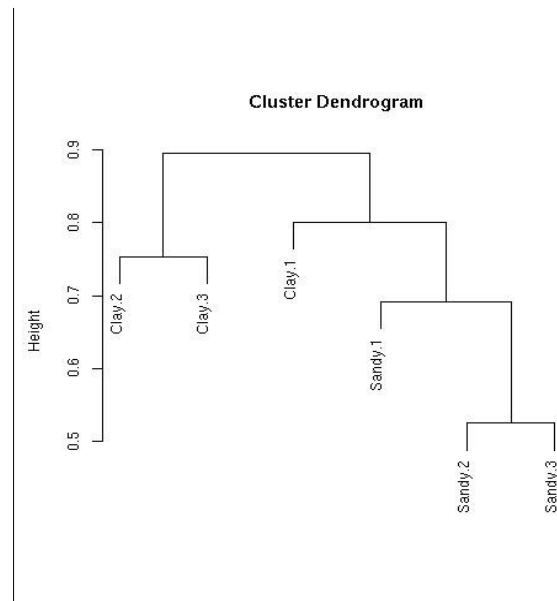 Cluster Dendrogram
Height
0.9
0.8
0.7
0.6
0.5
Clay.2
Clay.3
Clay.1
Sandy.1
Sandy.2
Sandy.3